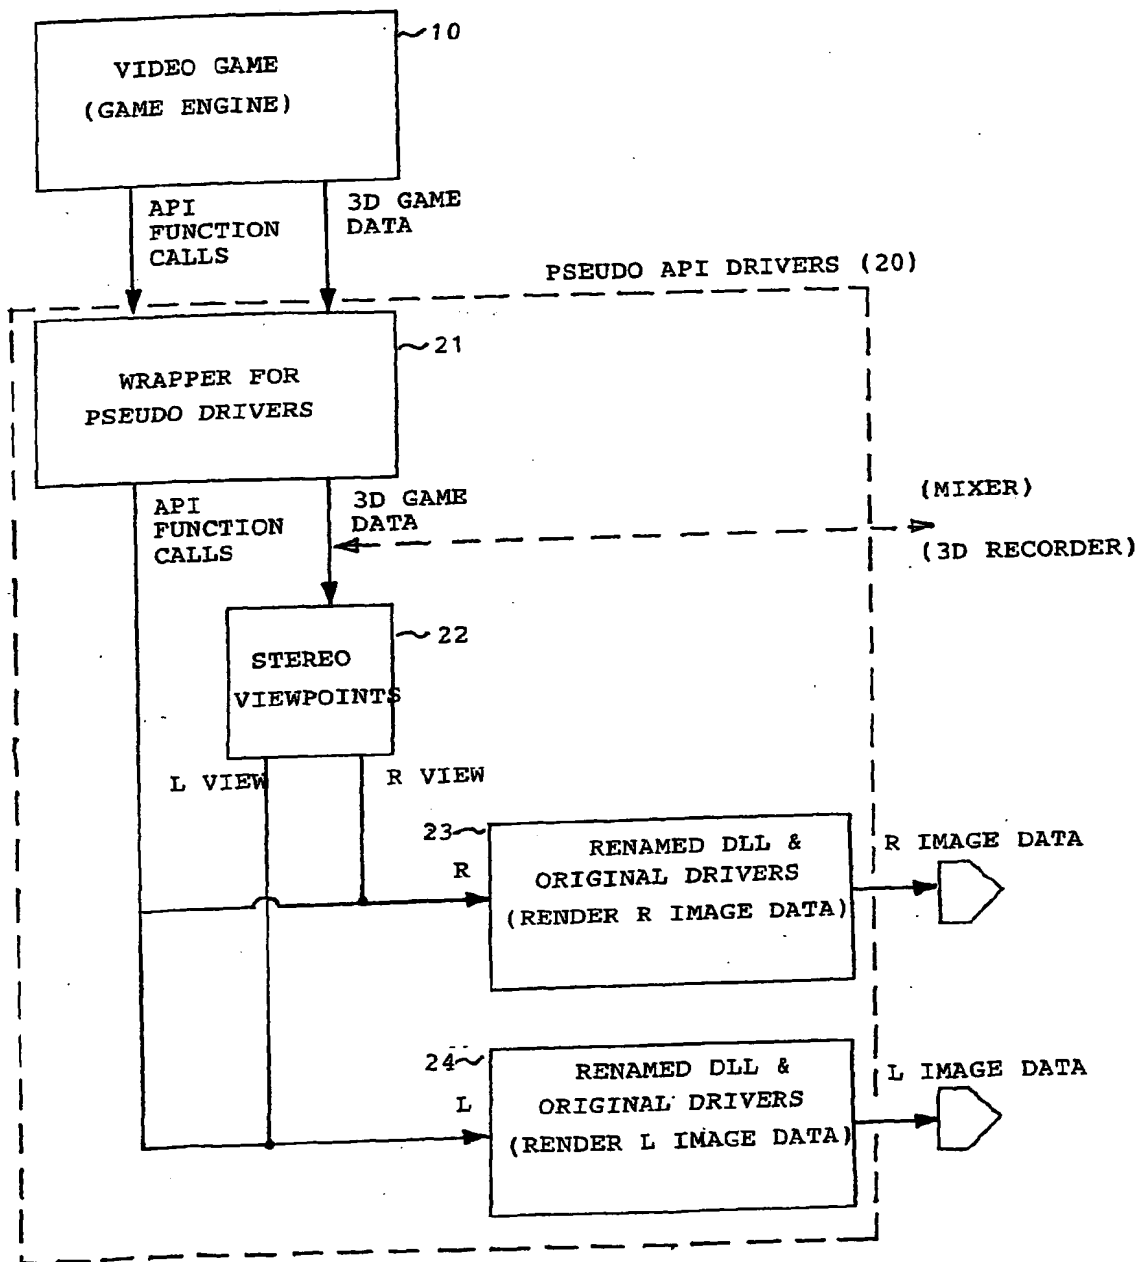 10
VIDEO GAME
(GAME ENGINE)
API
FUNCTION
CALLS
3D GAME
DATA
PSEUDO API DRIVERS (20)
21
WRAPPER FOR
PSEUDO DRIVERS
API
FUNCTION
CALLS
3D GAME
DATA
(MIXER)
(3D RECORDER)
22
STEREO
VIEWPOINTS
L VIEW
R VIEW
23
R
RENAMED DLL &
ORIGINAL DRIVERS
(RENDER R IMAGE DATA)
R IMAGE DATA
24
L
RENAMED DLL &
ORIGINAL DRIVERS
(RENDER L IMAGE DATA)
L IMAGE DATA